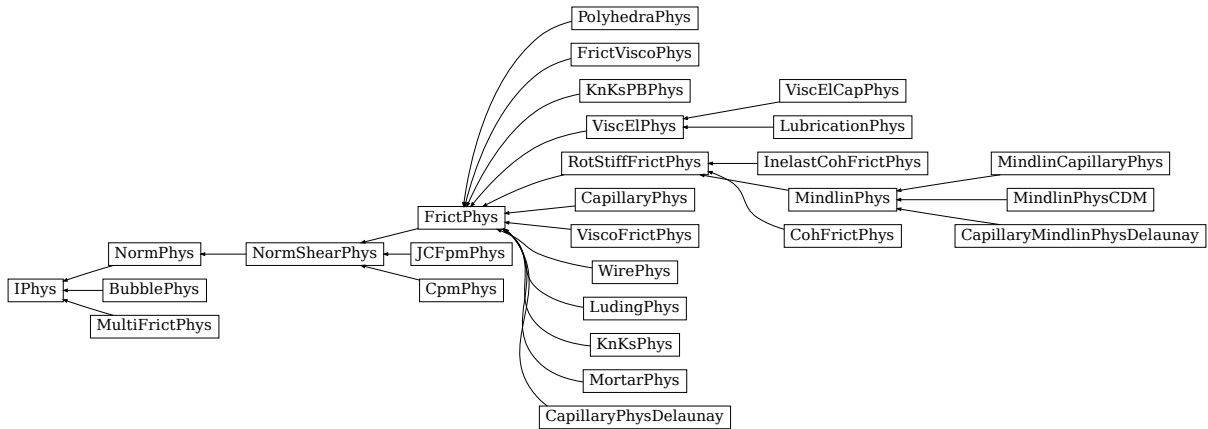 PolyhedraPhys
FrictViscoPhys
KnKsPBPhys
ViscElCapPhys
ViscElPhys
LubricationPhys
RotStiffFrictPhys
InelastCohFrictPhys
MindlinCapillaryPhys
CapillaryPhys
MindlinPhys
MindlinPhysCDM
FrictPhys
ViscoFrictPhys
CohFrictPhys
CapillaryMindlinPhysDelaunay
NormPhys
NormShearPhys
JCFpmPhys
WirePhys
IPhys
BubblePhys
CpmPhys
LudingPhys
MultiFrictPhys
KnKsPhys
MortarPhys
CapillaryPhysDelaunay